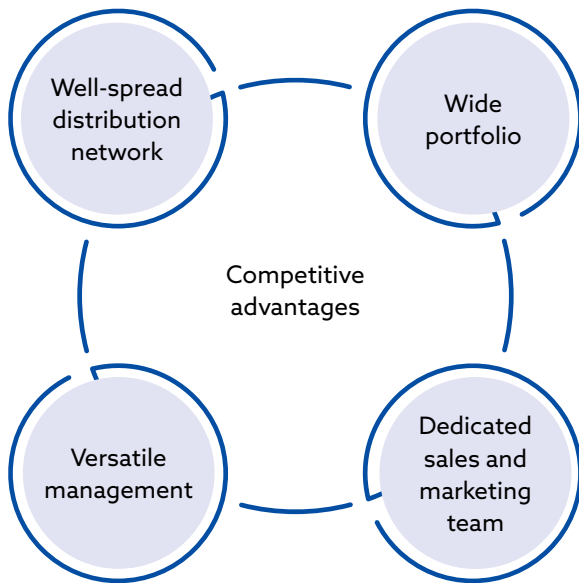 Well-spread
distribution
network
Wide
portfolio
Competitive
advantages
Versatile
management
Dedicated
sales and
marketing
team